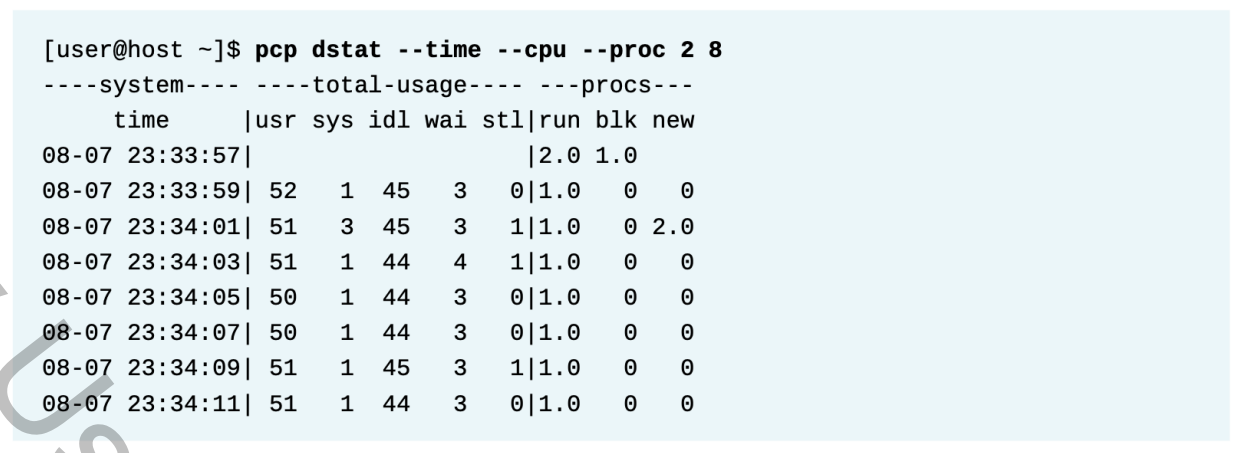 [user@host ~]$ pcp dstat --time --cpu --proc 2 8
----system---- ----total-usage---- ---procs---
     time     |usr sys idl wai stl|run blk new
08-07 23:33:57|                   |2.0 1.0
08-07 23:33:59| 52   1  45   3   0|1.0   0   0
08-07 23:34:01| 51   3  45   3   1|1.0   0 2.0
08-07 23:34:03| 51   1  44   4   1|1.0   0   0
08-07 23:34:05| 50   1  44   3   0|1.0   0   0
08-07 23:34:07| 50   1  44   3   0|1.0   0   0
08-07 23:34:09| 51   1  45   3   1|1.0   0   0
08-07 23:34:11| 51   1  44   3   0|1.0   0   0